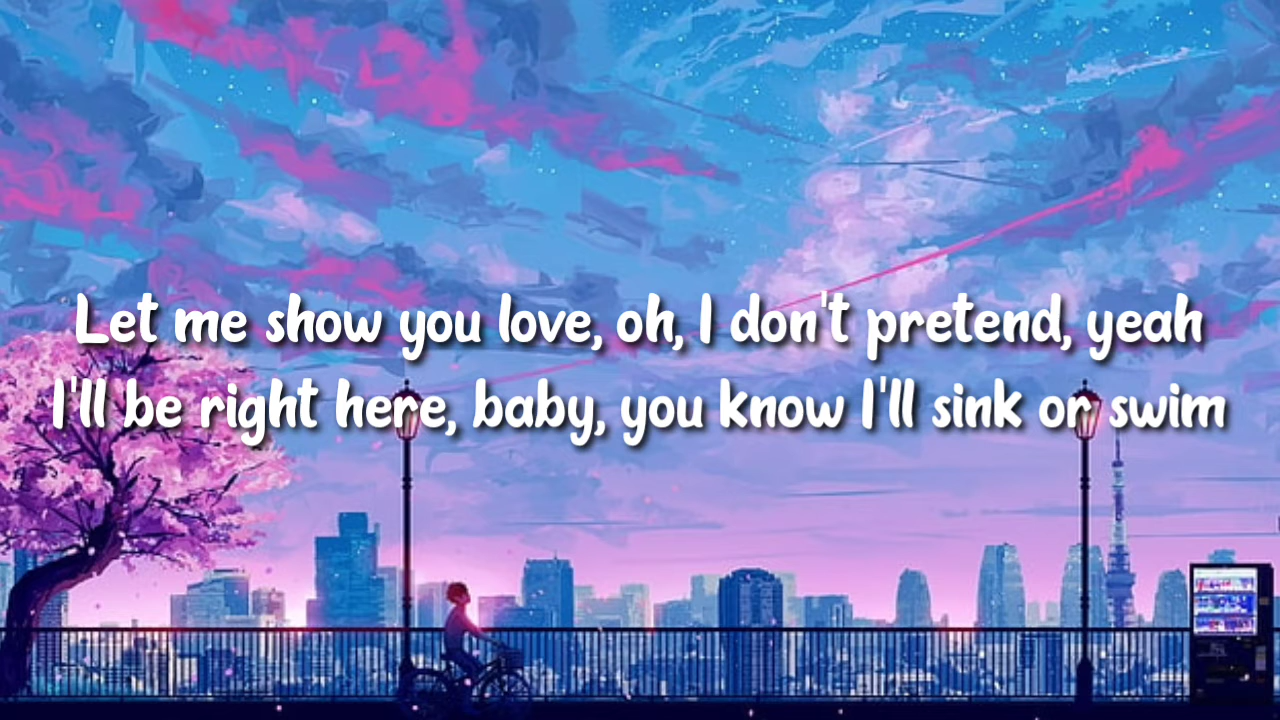 Let me show you love, oh, I don't pretend, yeah
I'll be right here, baby, you know I'll sink or swim